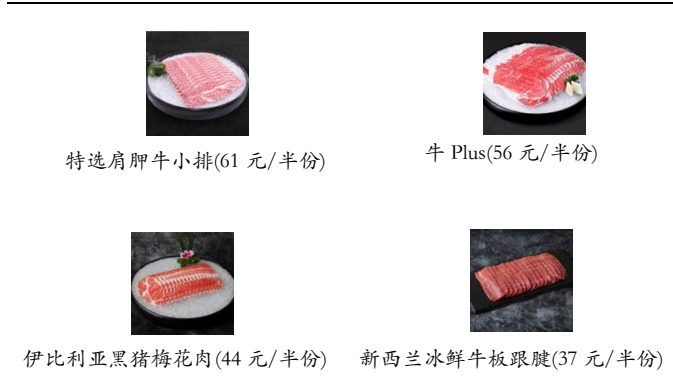 特选肩胛牛小排(61 元/半份)
牛 Plus(56 元/半份)
伊比利亚黑猪梅花肉(44 元/半份)
新西兰冰鲜牛板跟腱(37 元/半份)